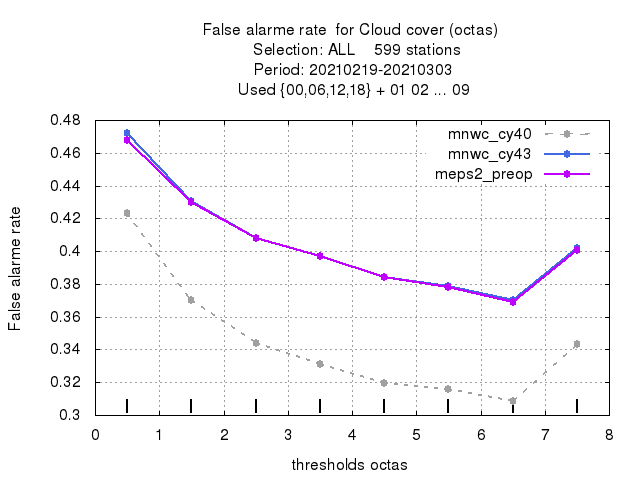 False alarme rate  for Cloud cover (octas)
Selection: ALL    599 stations
Period: 20210219-20210303
Used {00,06,12,18} + 01 02 ... 09
mnwc_cy40
mnwc_cy43
meps2_preop
False alarme rate
0.48
0.46
0.44
0.42
0.4
0.38
0.36
0.34
0.32
0.3
0 1 2 3 4 5 6 7 8
thresholds octas